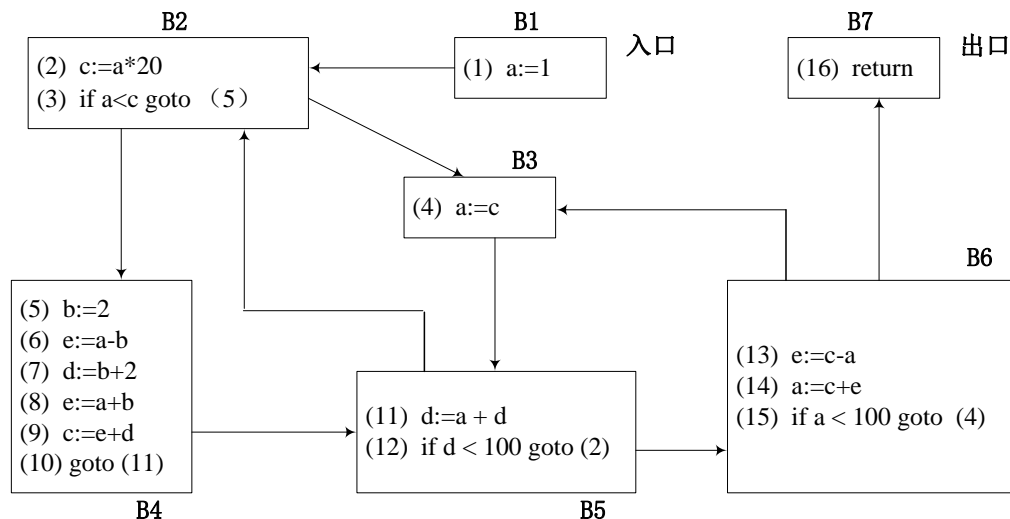 B2
(2) c:=a*20
(3) if a<c goto （5）
B1
入口
(1) a:=1
B7
出口
(16) return
B3
(4) a:=c
B4
(5) b:=2
(6) e:=a-b
(7) d:=b+2
(8) e:=a+b
(9) c:=e+d
(10) goto (11)
B5
(11) d:=a + d
(12) if d < 100 goto (2)
B6
(13) e:=c-a
(14) a:=c+e
(15) if a < 100 goto (4)